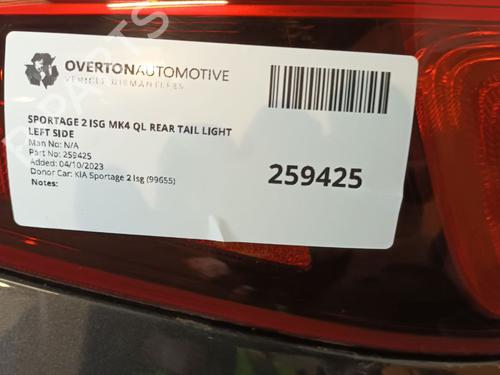 OVERTONAUTOMOTIVE
VEHICLE DISMANTLERS
SPORTAGE 2 ISG MK4 QL REAR TAIL LIGHT
LEFT SIDE
Man No: N/A
Part No: 259425
Added: 04/10/2023
Donor Car: KIA Sportage 2 Isg (99655)
Notes:
259425